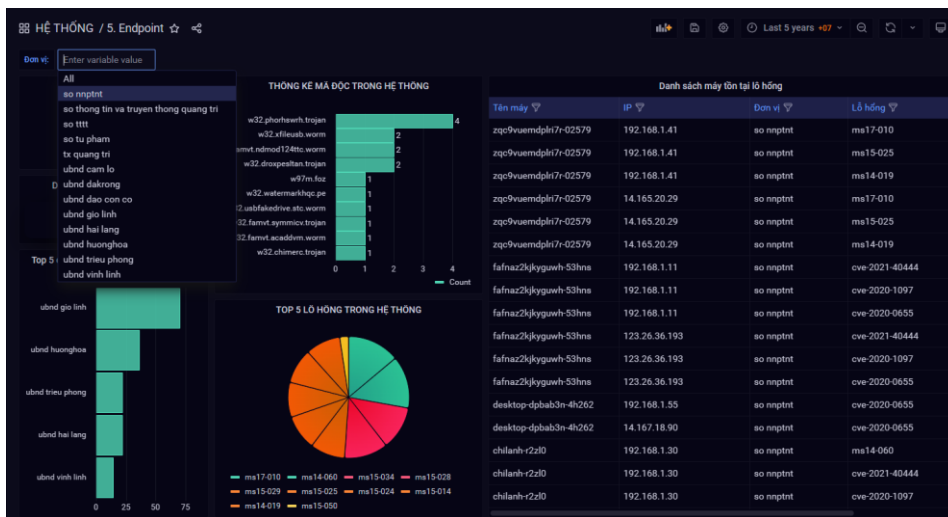 HỆ THỐNG / 5. Endpoint
Last 5 years +07
Đơn vị:
Enter variable value
All
so nnptnt
so thong tin va truyen thong quang tri
so tttt
so tu pham
tx quang tri
ubnd cam lo
ubnd dakrong
ubnd dao con co
ubnd gio linh
ubnd hai lang
ubnd huonghoa
ubnd trieu phong
ubnd vinh linh
D
Top 5
ubnd gio linh
ubnd huonghoa
ubnd trieu phong
ubnd hai lang
ubnd vinh linh
0 25 50 75
THỐNG KÊ MÃ ĐỘC TRONG HỆ THỐNG
w32.phorhswrh.trojan 4
w32.xfileusb.worm 2
amvt.ndmod124ttc.worm 2
w32.droxpesltan.trojan 2
w97m.foz 1
w32.watermarkhqc.pe 1
2.usbfakedrive.stc.worm 1
32.famvt.symmicv.trojan 1
32.famvt.acaddvm.worm 1
w32.chimerc.trojan 1
0 1 2 3 4
Count
TOP 5 LỖ HỔNG TRONG HỆ THỐNG
ms17-010 ms14-060 ms15-034 ms15-028
ms15-029 ms15-025 ms15-024 ms15-014
ms14-019 ms15-050
Danh sách máy tồn tại lỗ hổng
Tên máy IP Đơn vị Lỗ hổng
zqc9vuemdplri7r-02579 192.168.1.41 so nnptnt ms17-010
zqc9vuemdplri7r-02579 192.168.1.41 so nnptnt ms15-025
zqc9vuemdplri7r-02579 192.168.1.41 so nnptnt ms14-019
zqc9vuemdplri7r-02579 14.165.20.29 so nnptnt ms17-010
zqc9vuemdplri7r-02579 14.165.20.29 so nnptnt ms15-025
zqc9vuemdplri7r-02579 14.165.20.29 so nnptnt ms14-019
fafnaz2kjkyguwh-53hns 192.168.1.11 so nnptnt cve-2021-40444
fafnaz2kjkyguwh-53hns 192.168.1.11 so nnptnt cve-2020-1097
fafnaz2kjkyguwh-53hns 192.168.1.11 so nnptnt cve-2020-0655
fafnaz2kjkyguwh-53hns 123.26.36.193 so nnptnt cve-2021-40444
fafnaz2kjkyguwh-53hns 123.26.36.193 so nnptnt cve-2020-1097
fafnaz2kjkyguwh-53hns 123.26.36.193 so nnptnt cve-2020-0655
desktop-dpbab3n-4h262 192.168.1.55 so nnptnt cve-2020-0655
desktop-dpbab3n-4h262 14.167.18.90 so nnptnt cve-2020-0655
chilanh-r2zl0 192.168.1.30 so nnptnt ms14-060
chilanh-r2zl0 192.168.1.30 so nnptnt cve-2021-40444
chilanh-r2zl0 192.168.1.30 so nnptnt cve-2020-1097